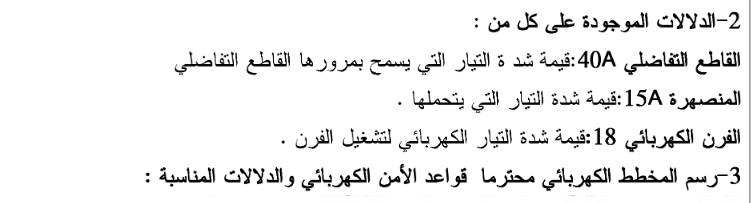 2-الدلالات الموجودة على كل من :
القاطع التفاضلي 40A:قيمة شد ة التيار التي يسمح بمرورها القاطع التفاضلي
المنصهرة 15A:قيمة شدة التيار التي يتحملها .
الفرن الكهربائي 18:قيمة شدة التيار الكهربائي لتشغيل الفرن .
3-رسم المخطط الكهربائي محترما قواعد الأمن الكهربائي والدلالات المناسبة :